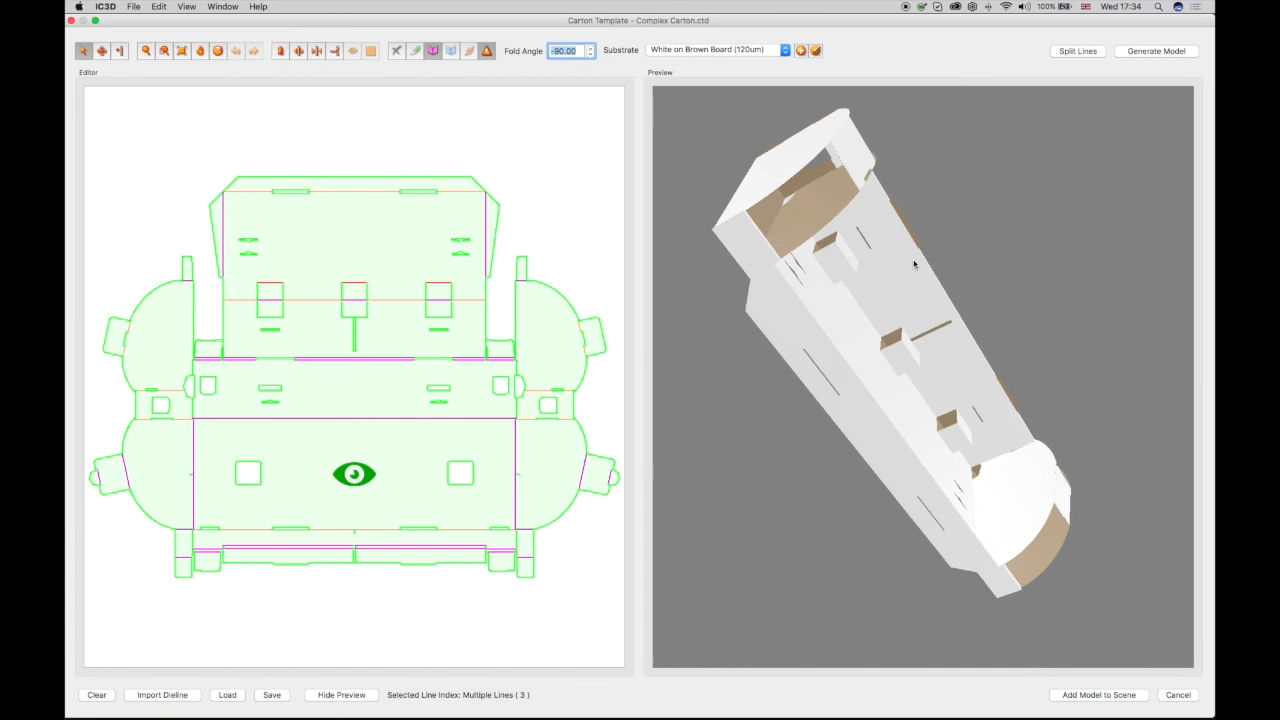 IC3D File Edit View Window Help
100% Wed 17:34
Carton Template - Complex Carton.ctd
Fold Angle -90.00 Substrate White on Brown Board (120um) Split Lines Generate Model
Editor Preview
Clear Import Dieline Load Save Hide Preview Selected Line Index: Multiple Lines ( 3 ) Add Model to Scene Cancel